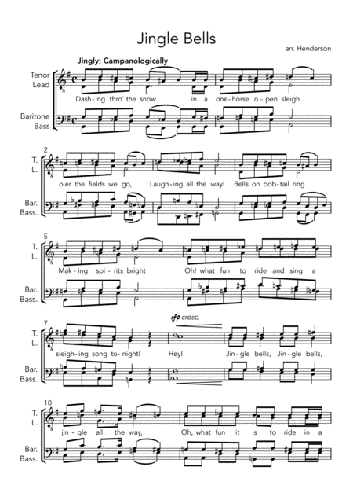 Jingle Bells
arr. Henderson
Jingly: Campanologically
Tenor
Lead
Dash-ing thro' the snow in a one-horse o-pen sleigh
Baritone
Bass
2
T.
L.
o'er the fields we go, Laugh-ing all the way! Bells on bob-tail ring
Bar.
Bass.
5
T.
L.
Mak-ing spi-rits bright Oh! what fun to ride and sing a
Bar.
Bass.
7
sfo cresc.
T.
L.
sleigh-ing song to-night! Hey! Jin-gle bells, Jin-gle bells,
Bar.
Bass.
10
T.
L.
jin-gle all the way, Oh, what fun it is to ride in a
Bar.
Bass.